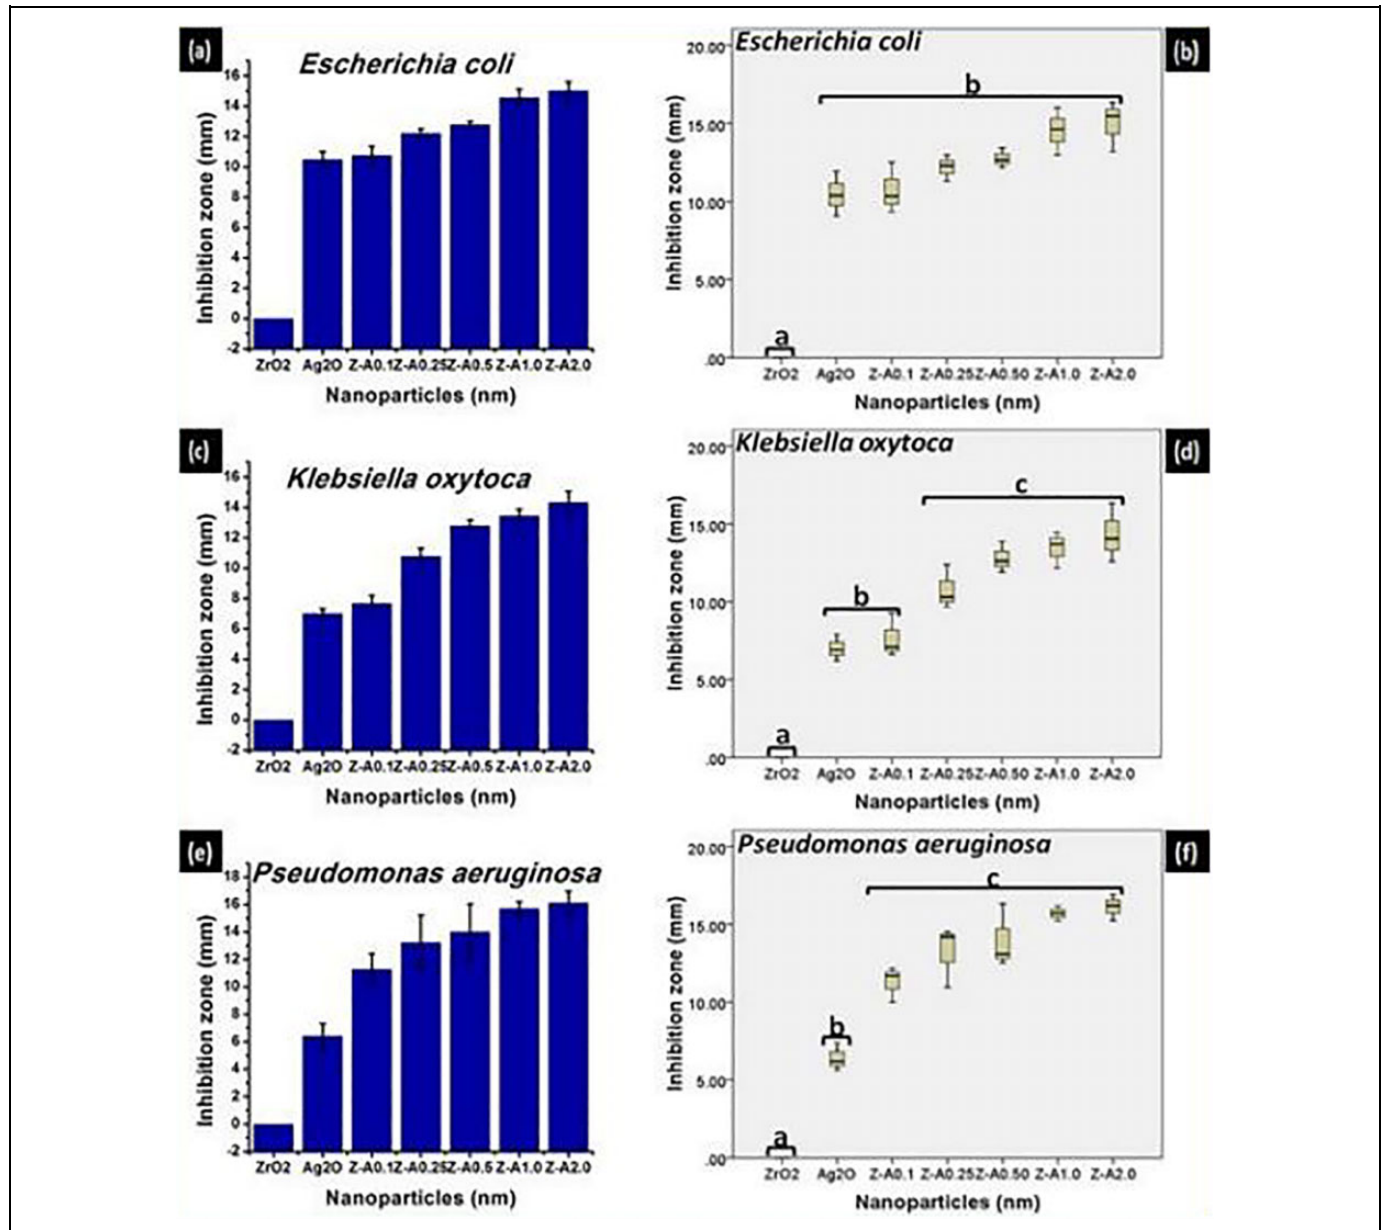 (a)
Escherichia coli
Inhibition zone (mm)
16
14
12
10
8
6
4
2
0
-2
ZrO2 Ag2O Z-A0.1 Z-A0.25 Z-A0.5 Z-A1.0 Z-A2.0
Nanoparticles (nm)
(b)
Escherichia coli
Inhibition zone (mm)
20.00
15.00
10.00
5.00
.00
b
a
ZrO2 Ag2O Z-A0.1 Z-A0.25 Z-A0.50 Z-A1.0 Z-A2.0
Nanoparticles (nm)
(c)
Klebsiella oxytoca
Inhibition zone (mm)
16
14
12
10
8
6
4
2
0
-2
ZrO2 Ag2O Z-A0.1 Z-A0.25 Z-A0.5 Z-A1.0 Z-A2.0
Nanoparticles (nm)
(d)
Klebsiella oxytoca
Inhibition zone (mm)
20.00
15.00
10.00
5.00
.00
c
b
a
ZrO2 Ag2O Z-A0.1 Z-A0.25 Z-A0.50 Z-A1.0 Z-A2.0
Nanoparticles (nm)
(e)
Pseudomonas aeruginosa
Inhibition zone (mm)
18
16
14
12
10
8
6
4
2
0
-2
ZrO2 Ag2O Z-A0.1 Z-A0.25 Z-A0.5 Z-A1.0 Z-A2.0
Nanoparticles (nm)
(f)
Pseudomonas aeruginosa
Inhibition zone (mm)
20.00
15.00
10.00
5.00
.00
c
b
a
ZrO2 Ag2O Z-A0.1 Z-A0.25 Z-A0.50 Z-A1.0 Z-A2.0
Nanoparticles (nm)